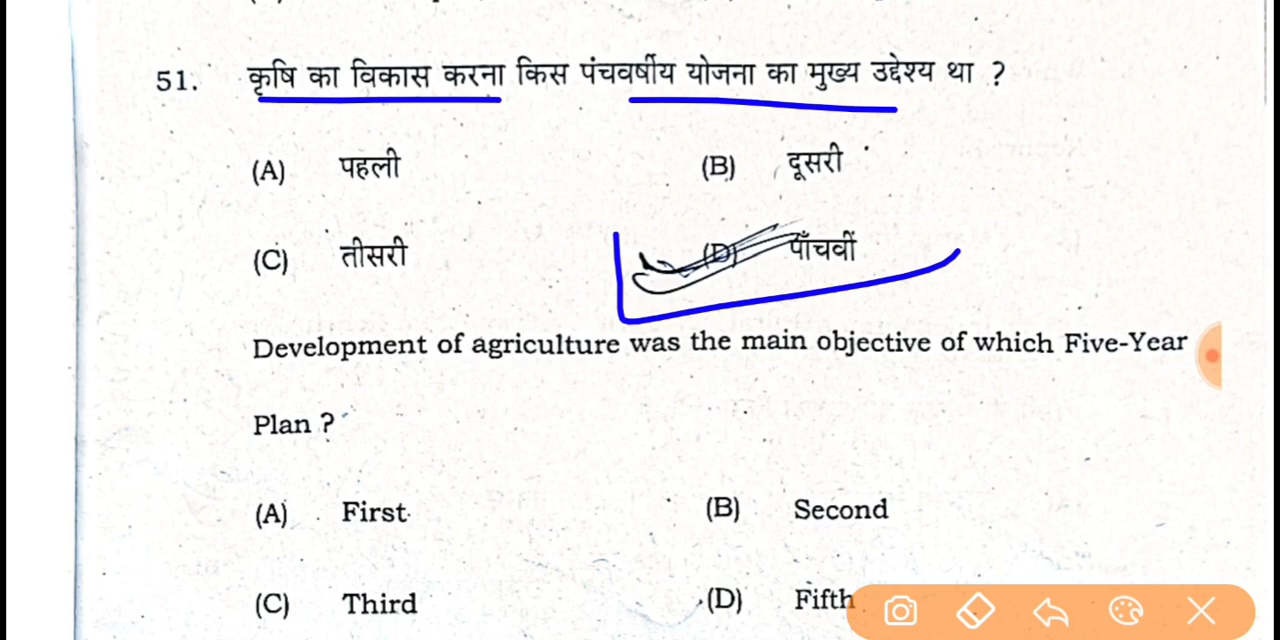 51. कृषि का विकास करना किस पंचवर्षीय योजना का मुख्य उद्देश्य था ?
(A) पहली (B) दूसरी
(C) तीसरी (D) पाँचवीं
Development of agriculture was the main objective of which Five-Year
Plan ?
(A) First (B) Second
(C) Third (D) Fifth